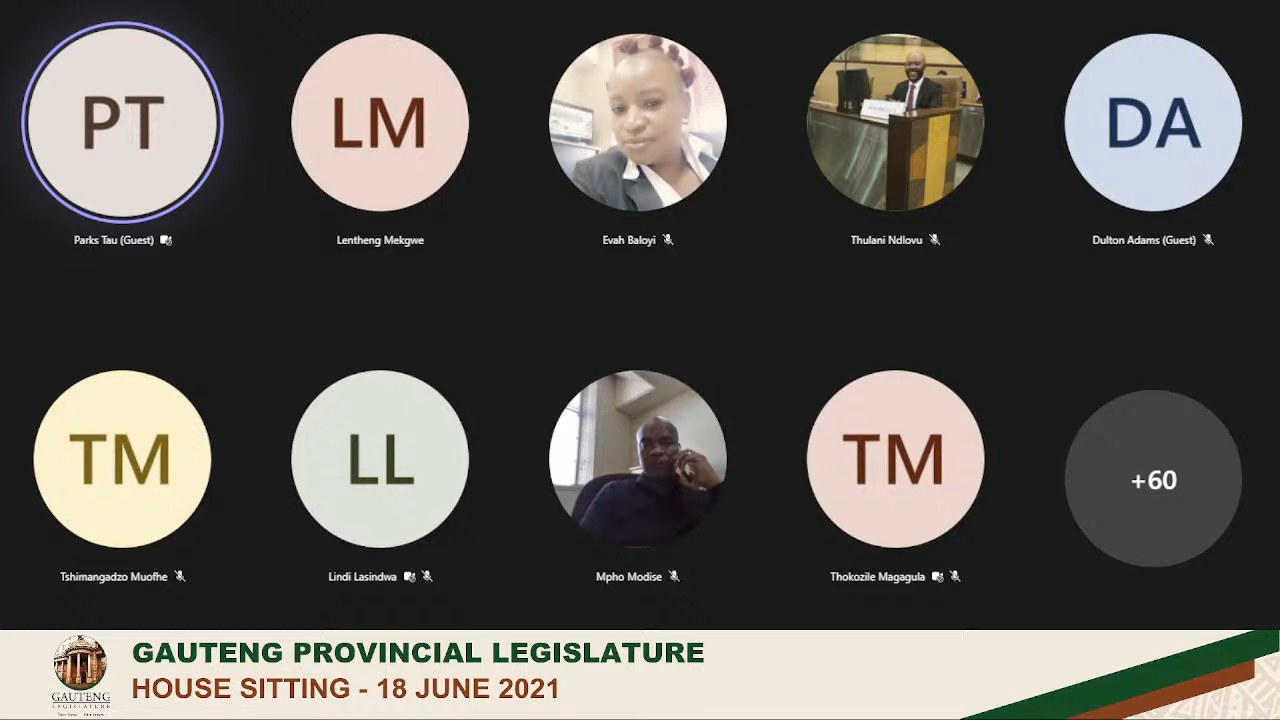 PT
LM
DA
Parks Tau (Guest)
Lentheng Mekgwe
Evah Baloyi
Thulani Ndlovu
Dulton Adams (Guest)
TM
LL
TM
+60
Tshimangadzo Muofhe
Lindi Lasindwa
Mpho Modise
Thokozile Magagula
GAUTENG PROVINCIAL LEGISLATURE
HOUSE SITTING - 18 JUNE 2021
GAUTENG
LEGISLATURE